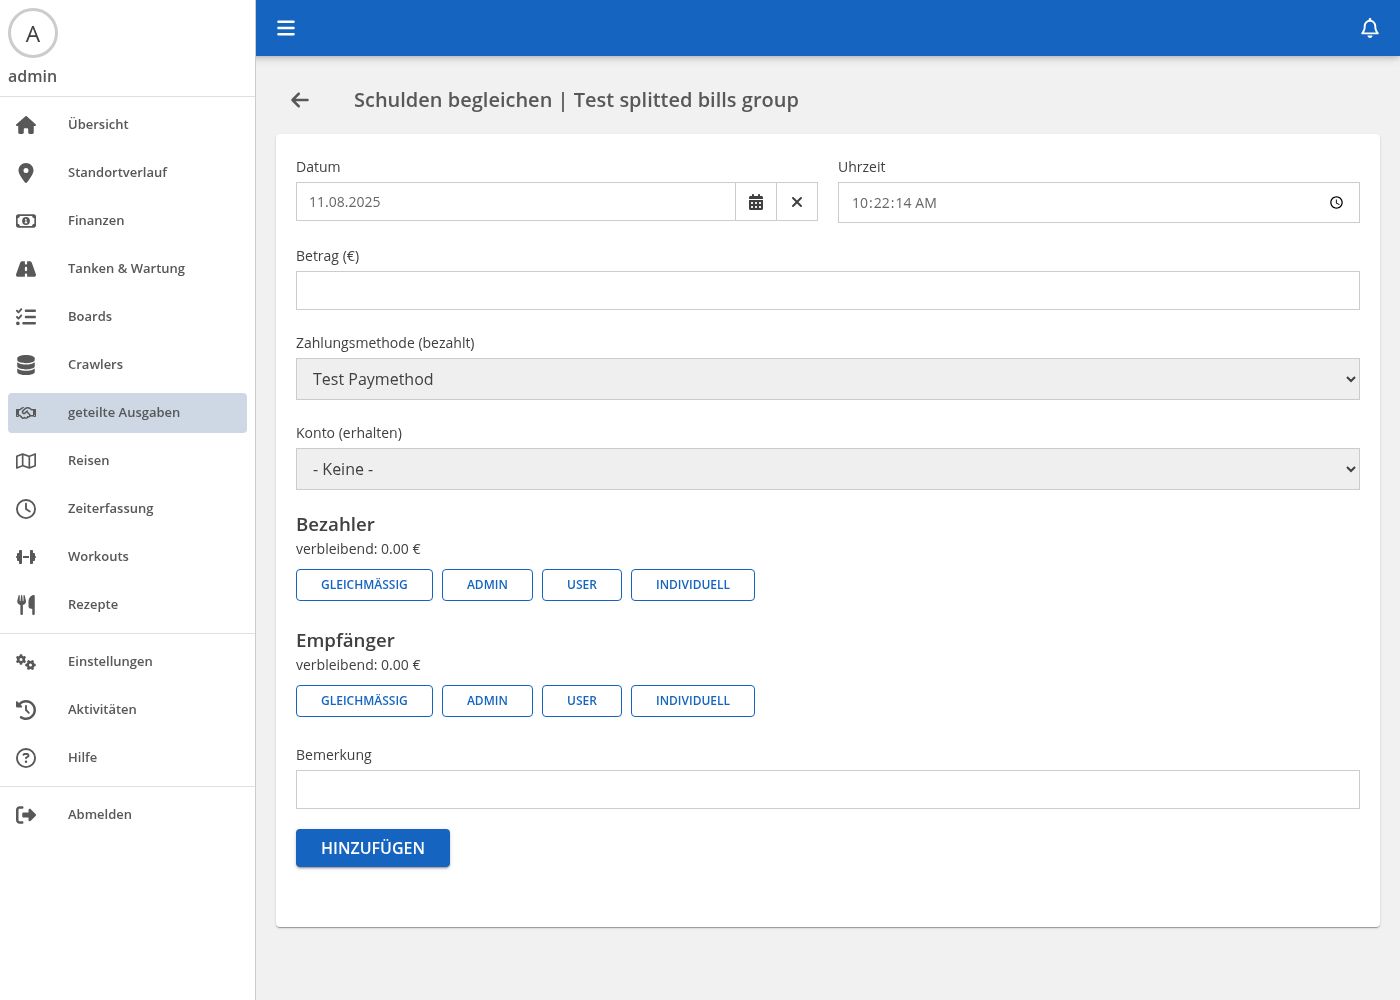 A
admin
Übersicht
Standortverlauf
Finanzen
Tanken & Wartung
Boards
Crawlers
geteilte Ausgaben
Reisen
Zeiterfassung
Workouts
Rezepte
Einstellungen
Aktivitäten
Hilfe
Abmelden
Schulden begleichen | Test splitted bills group
Datum
11.08.2025
Uhrzeit
10:22:14 AM
Betrag (€)
Zahlungsmethode (bezahlt)
Test Paymethod
Konto (erhalten)
- Keine -
Bezahler
verbleibend: 0.00 €
GLEICHMÄSSIG ADMIN USER INDIVIDUELL
Empfänger
verbleibend: 0.00 €
GLEICHMÄSSIG ADMIN USER INDIVIDUELL
Bemerkung
HINZUFÜGEN